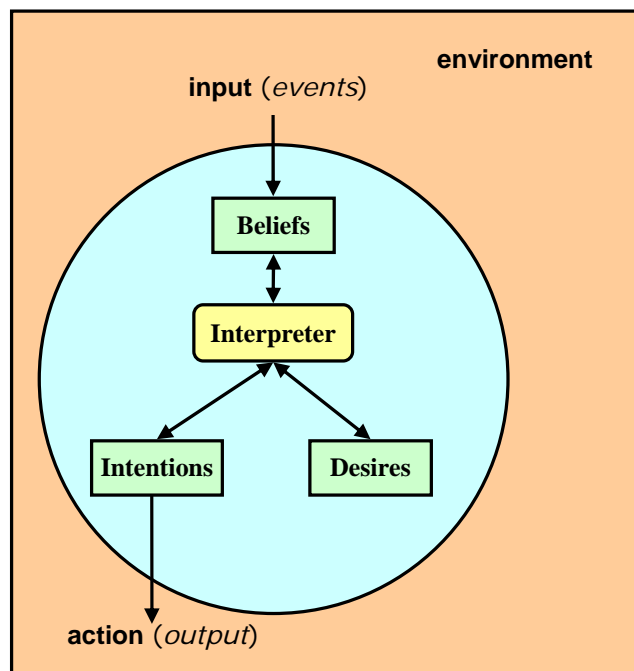 environment
input (events)
Beliefs
Interpreter
Intentions
Desires
action (output)